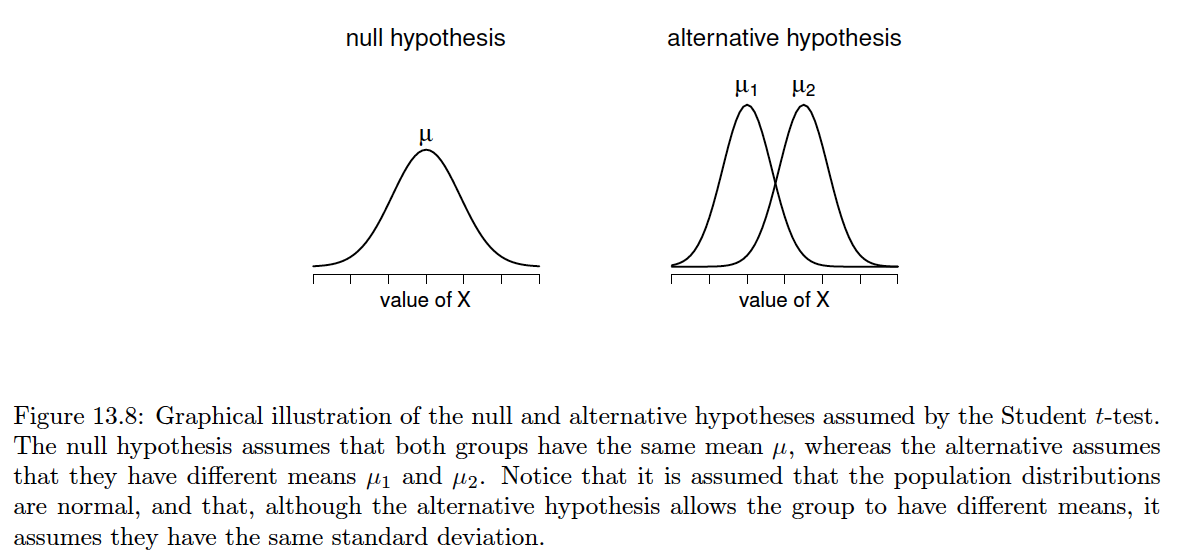 null hypothesis
alternative hypothesis
μ
μ1 μ2
value of X
value of X
Figure 13.8: Graphical illustration of the null and alternative hypotheses assumed by the Student t-test.
The null hypothesis assumes that both groups have the same mean μ, whereas the alternative assumes
that they have different means μ1 and μ2. Notice that it is assumed that the population distributions
are normal, and that, although the alternative hypothesis allows the group to have different means, it
assumes they have the same standard deviation.